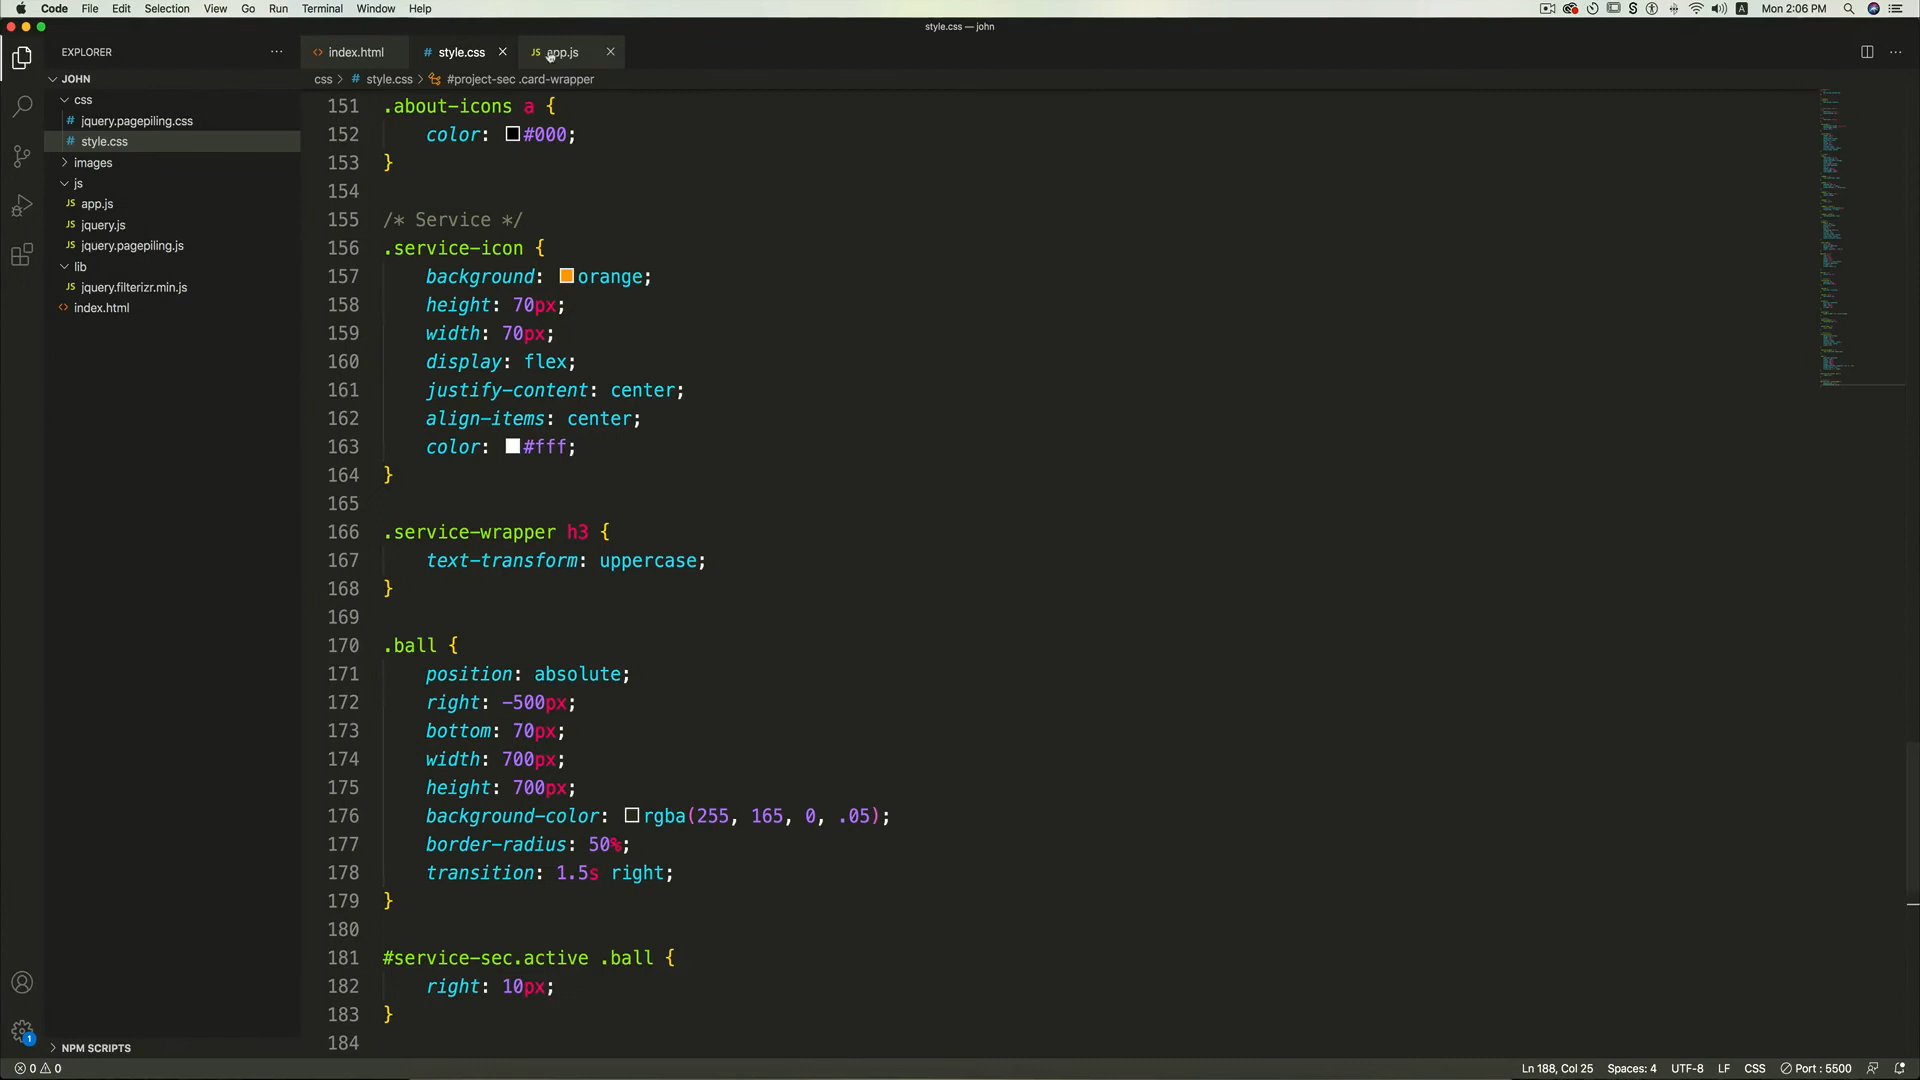 Code File Edit Selection View Go Run Terminal Window Help
Mon 2:06 PM
style.css — john
EXPLORER
JOHN
css
jquery.pagepiling.css
style.css
images
js
app.js
jquery.js
jquery.pagepiling.js
lib
jquery.filterizr.min.js
index.html
NPM SCRIPTS
index.html
style.css
app.js
css > style.css > #project-sec .card-wrapper
151 .about-icons a {
152 color: #000;
153 }
154
155 /* Service */
156 .service-icon {
157 background: orange;
158 height: 70px;
159 width: 70px;
160 display: flex;
161 justify-content: center;
162 align-items: center;
163 color: #fff;
164 }
165
166 .service-wrapper h3 {
167 text-transform: uppercase;
168 }
169
170 .ball {
171 position: absolute;
172 right: -500px;
173 bottom: 70px;
174 width: 700px;
175 height: 700px;
176 background-color: rgba(255, 165, 0, .05);
177 border-radius: 50%;
178 transition: 1.5s right;
179 }
180
181 #service-sec.active .ball {
182 right: 10px;
183 }
184
0 0
Ln 188, Col 25 Spaces: 4 UTF-8 LF CSS Port : 5500